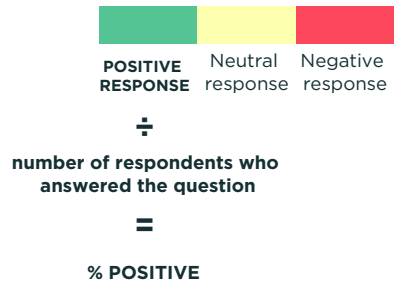 POSITIVE RESPONSE
Neutral response
Negative response
÷
number of respondents who
answered the question
=
% POSITIVE